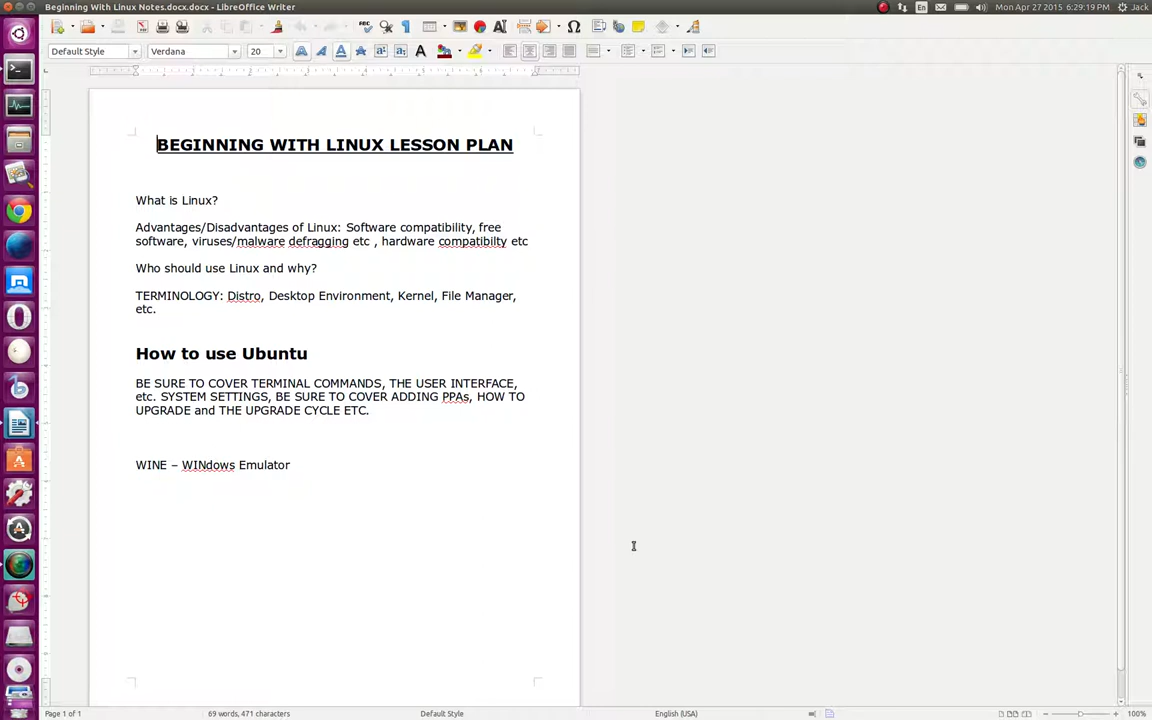 Beginning With Linux Notes.docx.docx - LibreOffice Writer
En
Mon Apr 27 2015 6:29:19 PM
Jack
Default Style
Verdana
20
BEGINNING WITH LINUX LESSON PLAN
What is Linux?
Advantages/Disadvantages of Linux: Software compatibility, free
software, viruses/malware defragging etc , hardware compatibilty etc
Who should use Linux and why?
TERMINOLOGY: Distro, Desktop Environment, Kernel, File Manager,
etc.
How to use Ubuntu
BE SURE TO COVER TERMINAL COMMANDS, THE USER INTERFACE,
etc. SYSTEM SETTINGS, BE SURE TO COVER ADDING PPAs, HOW TO
UPGRADE and THE UPGRADE CYCLE ETC.
WINE – WINdows Emulator
Page 1 of 1
69 words, 471 characters
Default Style
English (USA)
100%